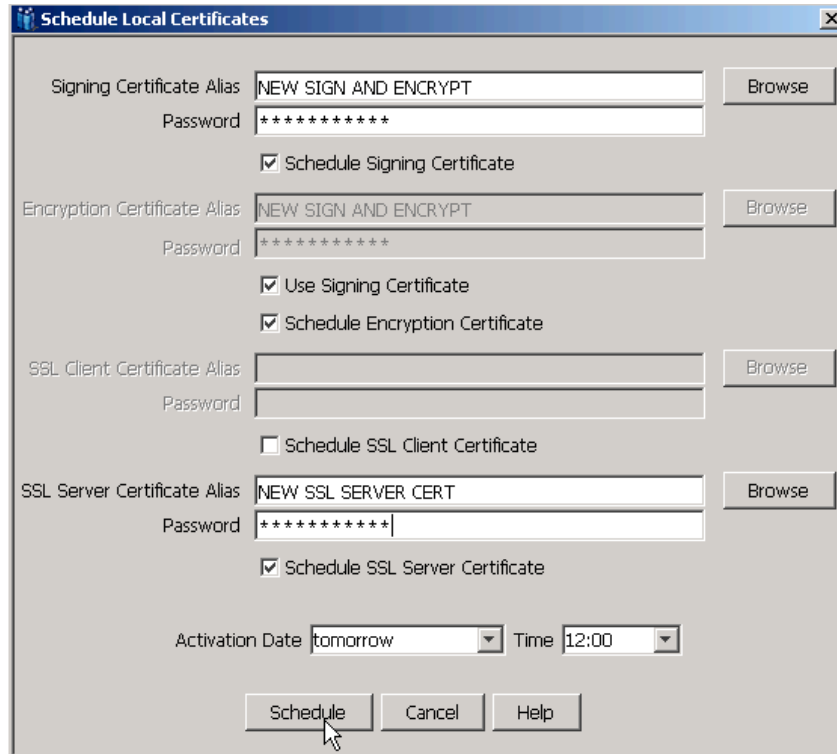 Schedule Local Certificates
Signing Certificate Alias NEW SIGN AND ENCRYPT Browse
Password ***********
Schedule Signing Certificate
Encryption Certificate Alias NEW SIGN AND ENCRYPT Browse
Password ***********
Use Signing Certificate
Schedule Encryption Certificate
SSL Client Certificate Alias Browse
Password
Schedule SSL Client Certificate
SSL Server Certificate Alias NEW SSL SERVER CERT Browse
Password ***********
Schedule SSL Server Certificate
Activation Date tomorrow Time 12:00
Schedule Cancel Help